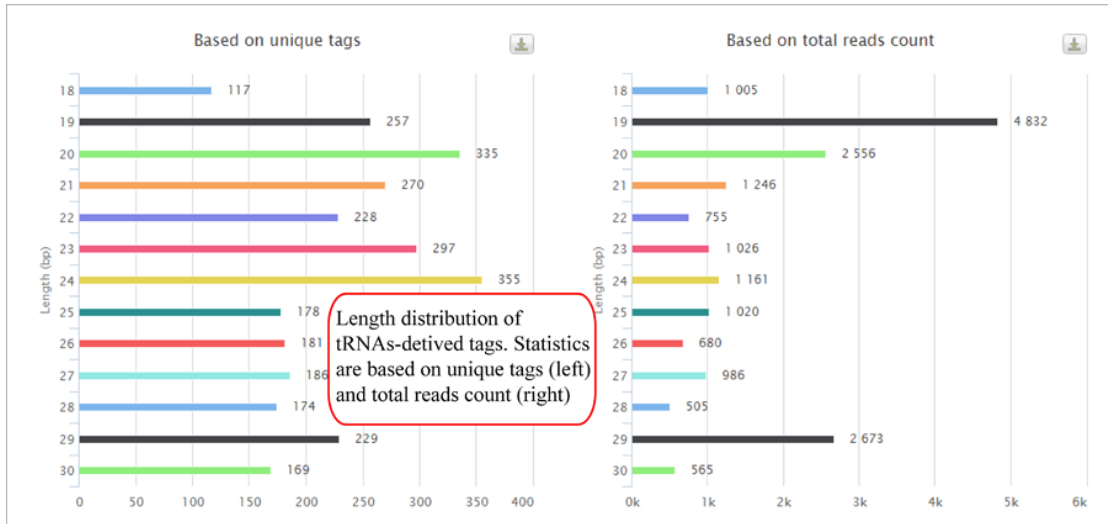 Based on unique tags
Length (bp)
18 117
19 257
20 335
21 270
22 228
23 297
24 355
25 178
26 181
27 186
28 174
29 229
30 169
0 50 100 150 200 250 300 350 400
Based on total reads count
Length (bp)
18 1 005
19 4 832
20 2 556
21 1 246
22 755
23 1 026
24 1 161
25 1 020
26 680
27 986
28 505
29 2 673
30 565
0k 1k 2k 3k 4k 5k 6k
Length distribution of
tRNAs-detived tags. Statistics
are based on unique tags (left)
and total reads count (right)